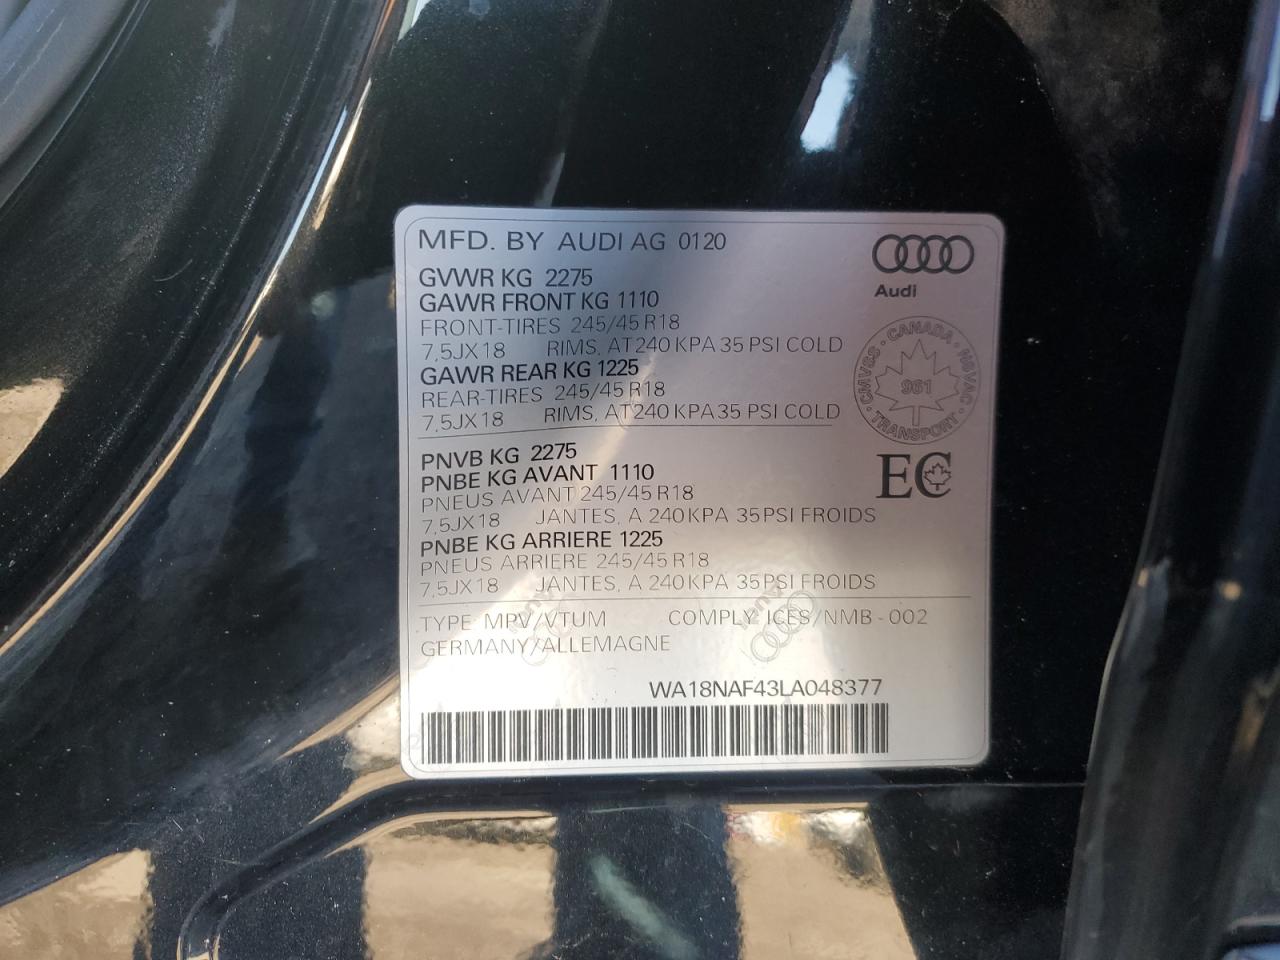 MFD. BY AUDI AG 0120
Audi
GVWR KG 2275
GAWR FRONT KG 1110
FRONT-TIRES 245/45 R18
7,5JX18 RIMS, AT 240 KPA 35 PSI COLD
GAWR REAR KG 1225
REAR-TIRES 245/45 R18
7,5JX18 RIMS, AT 240 KPA 35 PSI COLD
CANADA
CMVSS - NSVAC
961
TRANSPORT
EC
PNVB KG 2275
PNBE KG AVANT 1110
PNEUS AVANT 245/45 R18
7,5JX18 JANTES, A 240 KPA 35 PSI FROIDS
PNBE KG ARRIERE 1225
PNEUS ARRIERE 245/45 R18
7,5JX18 JANTES, A 240 KPA 35 PSI FROIDS
TYPE MPV/VTUM COMPLY ICES/NMB - 002
GERMANY/ALLEMAGNE
WA18NAF43LA048377